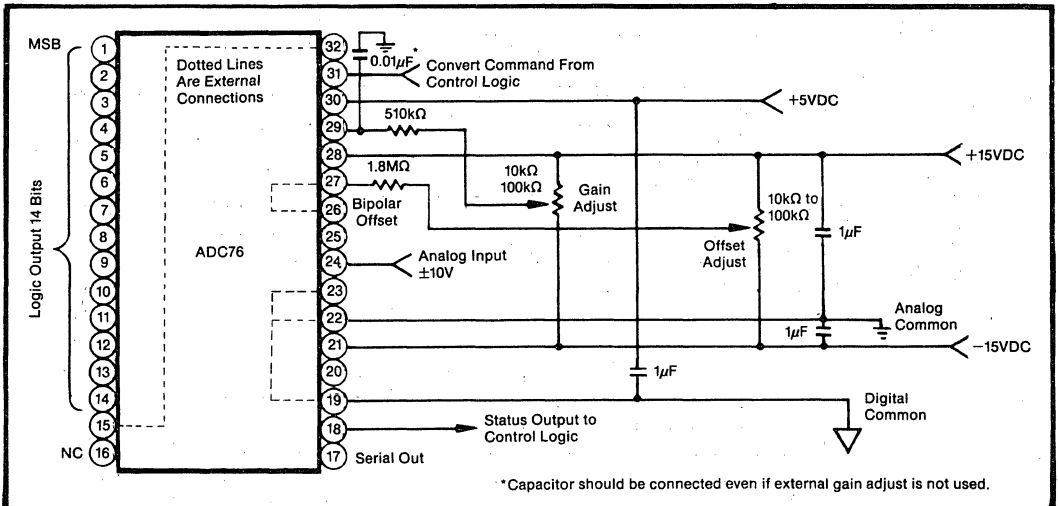 MSB
Logic Output 14 Bits
NC
1
2
3
4
5
6
7
8
9
10
11
12
13
14
15
16
Dotted Lines
Are External
Connections
ADC76
32
31
30
29
28
27
26
25
24
23
22
21
20
19
18
17
0.01µF*
Convert Command From
Control Logic
+5VDC
510kΩ
+15VDC
1.8MΩ
Bipolar
Offset
10kΩ
100kΩ
Gain
Adjust
10kΩ to
100kΩ
Offset
Adjust
1µF
Analog Input
±10V
Analog
Common
1µF
−15VDC
1µF
Digital
Common
Status Output to
Control Logic
Serial Out
*Capacitor should be connected even if external gain adjust is not used.